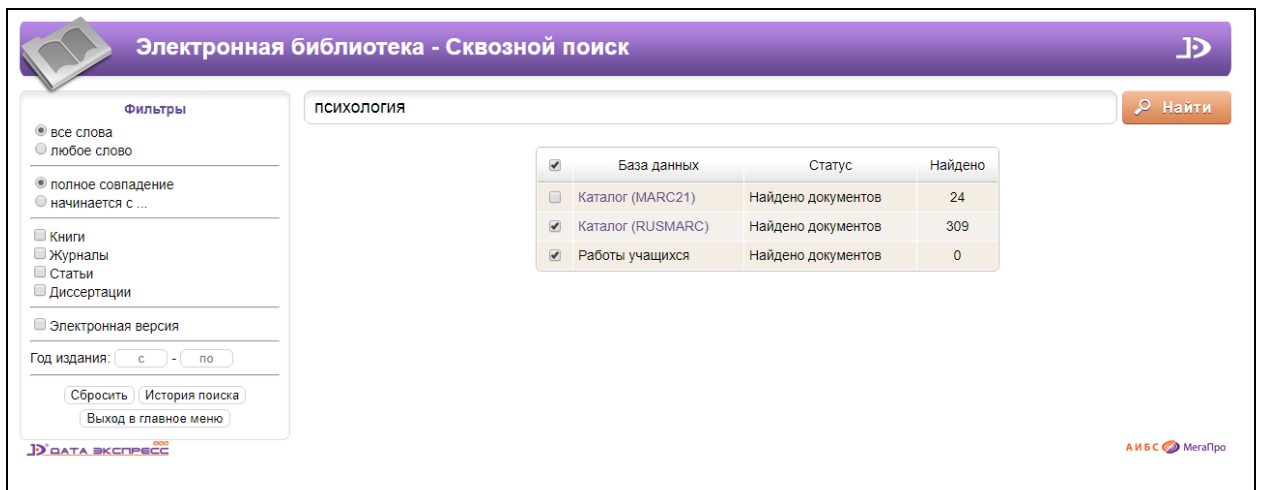 Электронная библиотека - Сквозной поиск
Фильтры
все слова
любое слово
полное совпадение
начинается с ...
Книги
Журналы
Статьи
Диссертации
Электронная версия
Год издания: с - по
Сбросить История поиска
Выход в главное меню
психология
Найти
База данных Статус Найдено
Каталог (MARC21) Найдено документов 24
Каталог (RUSMARC) Найдено документов 309
Работы учащихся Найдено документов 0
ДАТА ЭКСПРЕСС
АИБС МегаПро